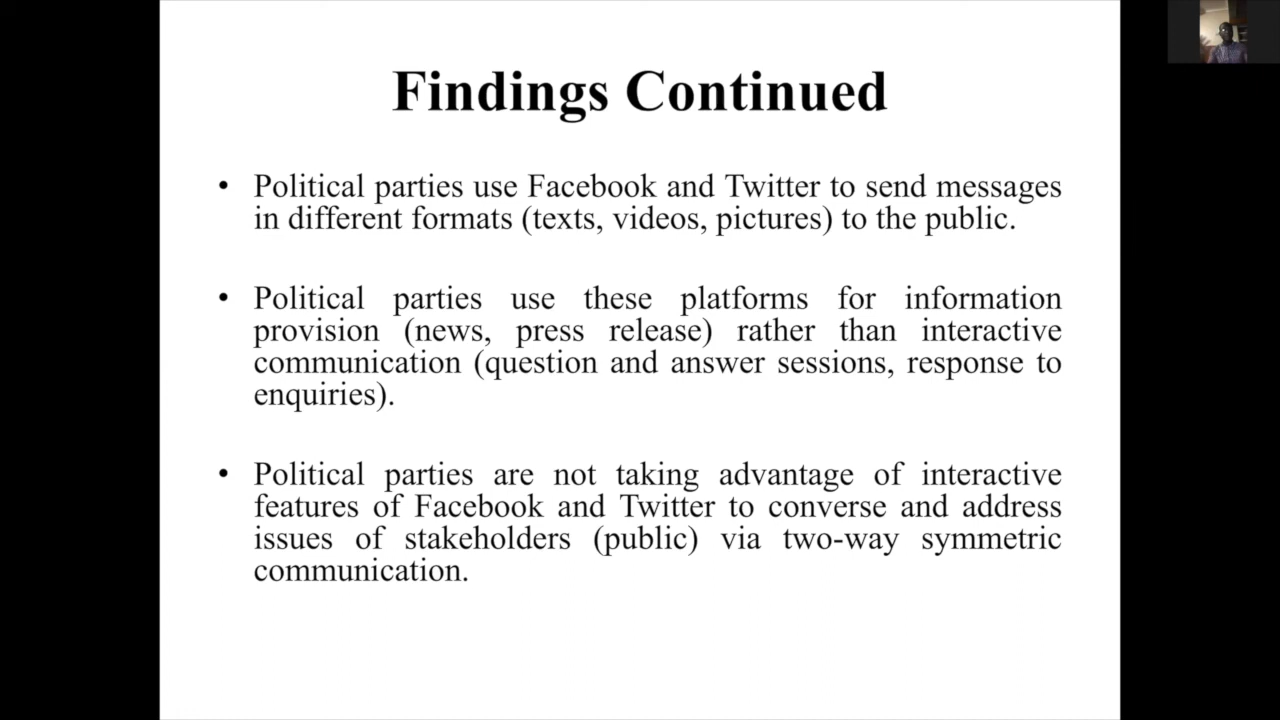 Findings Continued
• Political parties use Facebook and Twitter to send messages
in different formats (texts, videos, pictures) to the public.
• Political parties use these platforms for information
provision (news, press release) rather than interactive
communication (question and answer sessions, response to
enquiries).
• Political parties are not taking advantage of interactive
features of Facebook and Twitter to converse and address
issues of stakeholders (public) via two-way symmetric
communication.